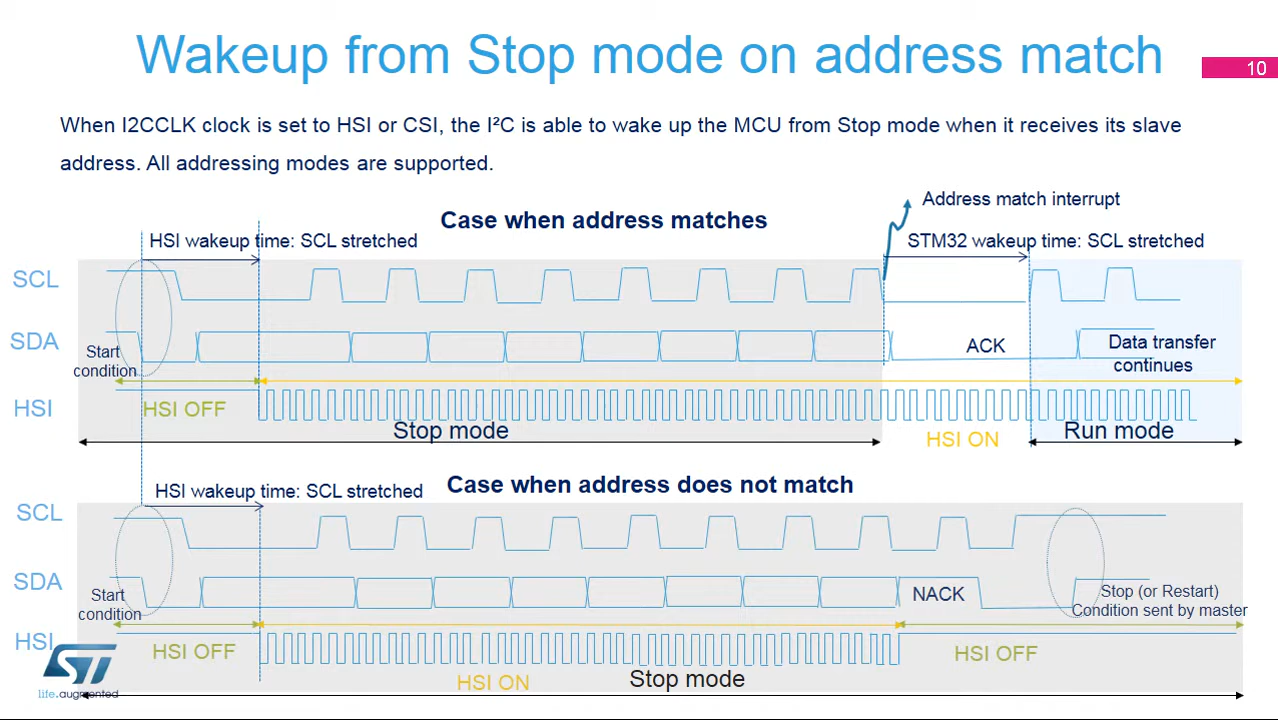 Wakeup from Stop mode on address match
10
When I2CCLK clock is set to HSI or CSI, the I²C is able to wake up the MCU from Stop mode when it receives its slave
address. All addressing modes are supported.
Address match interrupt
Case when address matches
HSI wakeup time: SCL stretched
STM32 wakeup time: SCL stretched
SCL
SDA
Start
condition
ACK
Data transfer
continues
HSI
HSI OFF
Stop mode
HSI ON
Run mode
Case when address does not match
HSI wakeup time: SCL stretched
SCL
SDA
Start
condition
NACK
Stop (or Restart)
Condition sent by master
HSI
HSI OFF
HSI ON
Stop mode
HSI OFF
ST
life.augmented